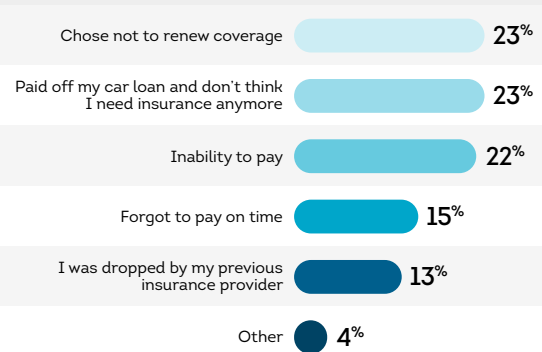 Chose not to renew coverage 23%
Paid off my car loan and don't think
I need insurance anymore 23%
Inability to pay 22%
Forgot to pay on time 15%
I was dropped by my previous
insurance provider 13%
Other 4%